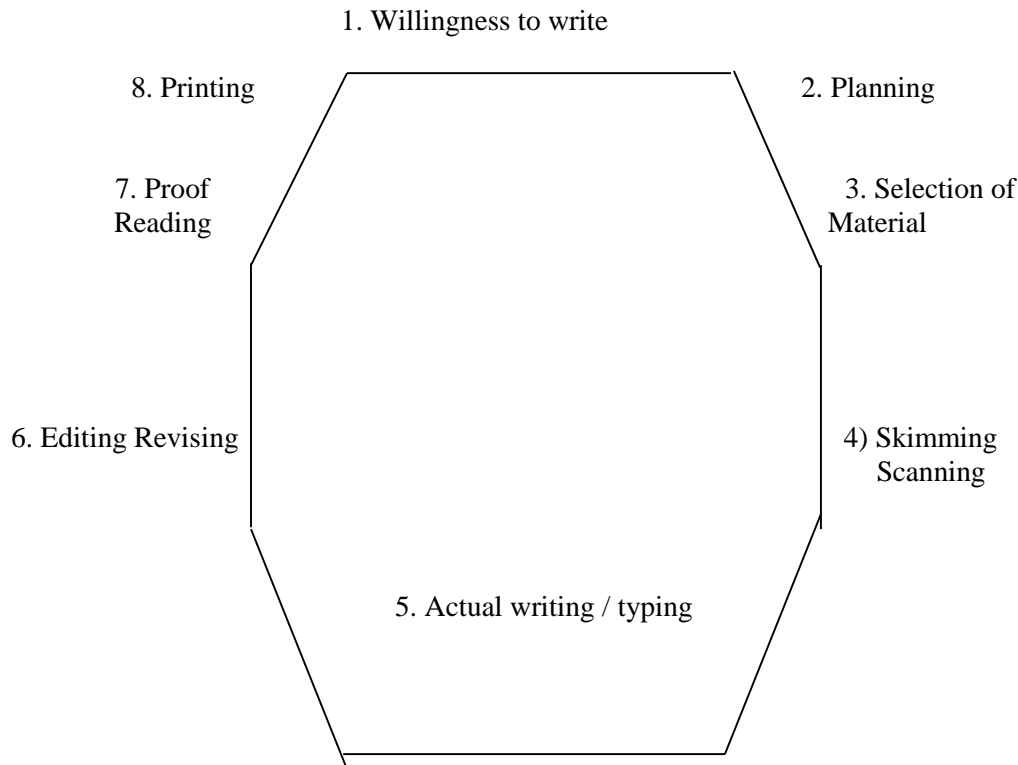 1. Willingness to write
8. Printing
2. Planning
7. Proof
Reading
3. Selection of
Material
6. Editing Revising
4) Skimming
Scanning
5. Actual writing / typing